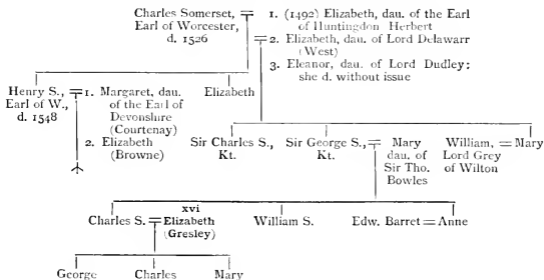 Charles Somerset, = 1. (1492) Elizabeth, dau. of the Earl
Earl of Worcester, of Huntingdon Herbert
d. 1526 = 2. Elizabeth, dau. of Lord Delawarr
(West)
3. Eleanor, dau. of Lord Dudley:
she d. without issue
Henry S., = 1. Margaret, dau. Elizabeth
Earl of W., of the Earl of
d. 1548 Devonshire
(Courtenay)
2. Elizabeth
(Browne)
Sir Charles S., Sir George S., = Mary William, = Mary
Kt. Kt. dau. of Lord Grey
Sir Tho. of Wilton
Bowles
xvi
Charles S. = Elizabeth William S. Edw. Barret = Anne
(Gresley)
George Charles Mary